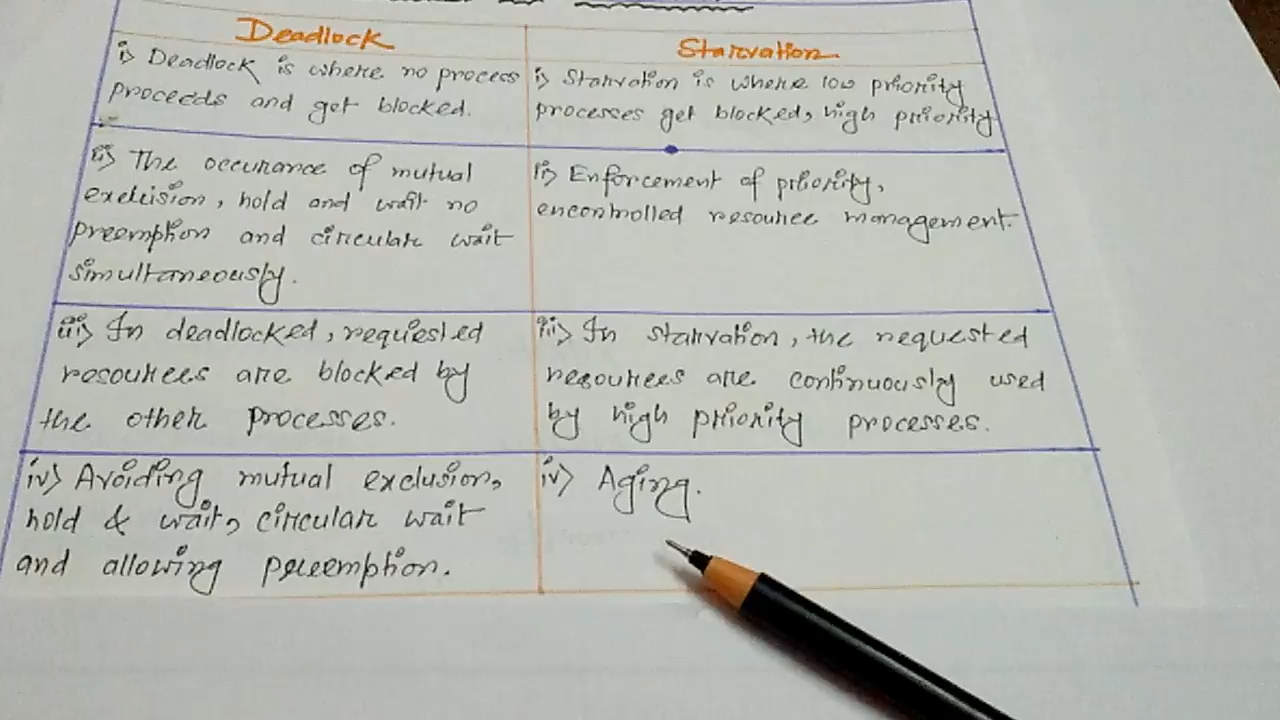 Deadlock
Starvation
i) Deadlock is where no process
proceeds and get blocked.
i) Starvation is where low priority
processes get blocked, high priority
ii) The occurance of mutual
exclusion, hold and wait no
preemption and circular wait
simultaneously.
ii) Enforcement of priority,
encontrolled resource management.
iii) In deadlocked, requested
resources are blocked by
the other processes.
iii) In starvation, the requested
resources are continuously used
by high priority processes.
iv) Avoiding mutual exclusion,
hold & wait, circular wait
and allowing preemption.
iv) Aging.